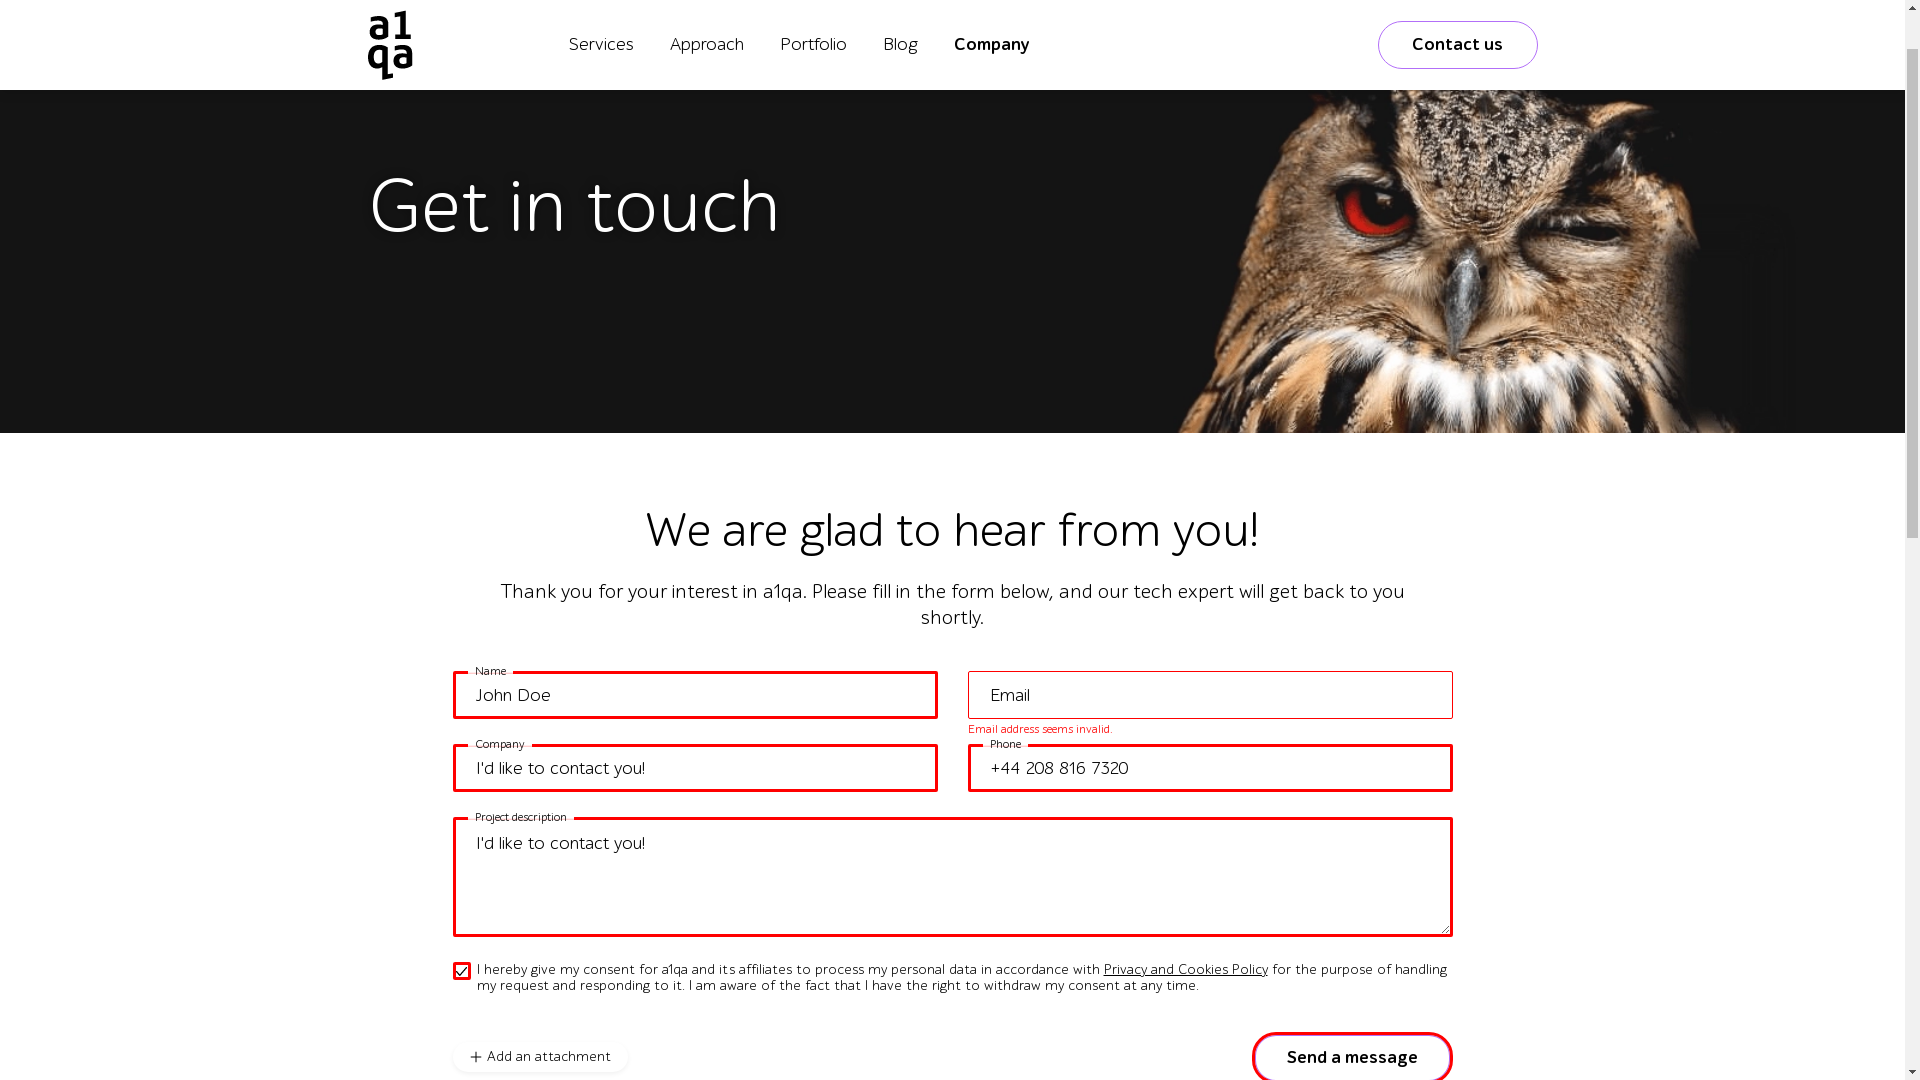 a1
qa
Services Approach Portfolio Blog Company
Contact us
Get in touch
We are glad to hear from you!
Thank you for your interest in a1qa. Please fill in the form below, and our tech expert will get back to you
shortly.
Name
John Doe
Email
Email address seems invalid.
Company
I'd like to contact you!
Phone
+44 208 816 7320
Project description
I'd like to contact you!
I hereby give my consent for a1qa and its affiliates to process my personal data in accordance with Privacy and Cookies Policy for the purpose of handling
my request and responding to it. I am aware of the fact that I have the right to withdraw my consent at any time.
+ Add an attachment
Send a message